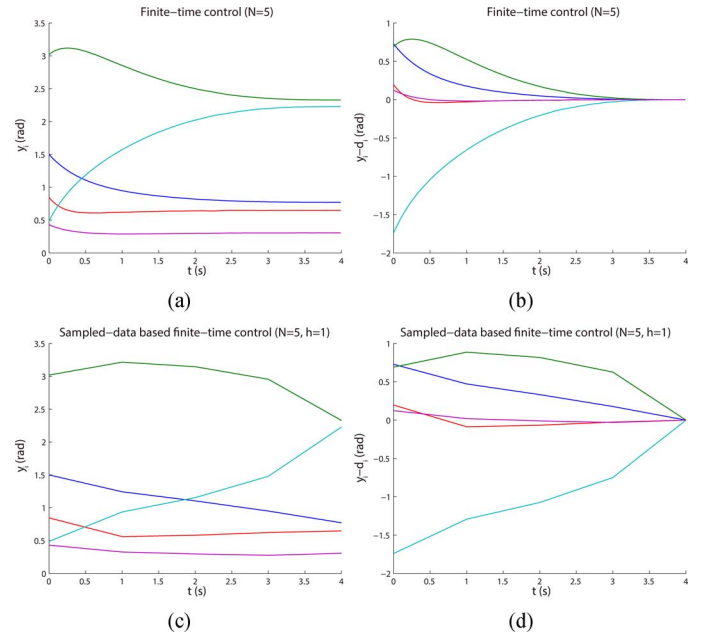 Finite-time control (N=5)
3.5
3
2.5
2
1.5
1
0.5
0
yᵢ (rad)
0 0.5 1 1.5 2 2.5 3 3.5 4
t (s)
(a)
Finite-time control (N=5)
1
0.5
0
−0.5
−1
−1.5
−2
yᵢ−dᵢ (rad)
0 0.5 1 1.5 2 2.5 3 3.5 4
t (s)
(b)
Sampled-data based finite-time control (N=5, h=1)
3.5
3
2.5
2
1.5
1
0.5
0
yᵢ (rad)
0 0.5 1 1.5 2 2.5 3 3.5 4
t (s)
(c)
Sampled-data based finite-time control (N=5, h=1)
1
0.5
0
−0.5
−1
−1.5
−2
yᵢ−dᵢ (rad)
0 0.5 1 1.5 2 2.5 3 3.5 4
t (s)
(d)